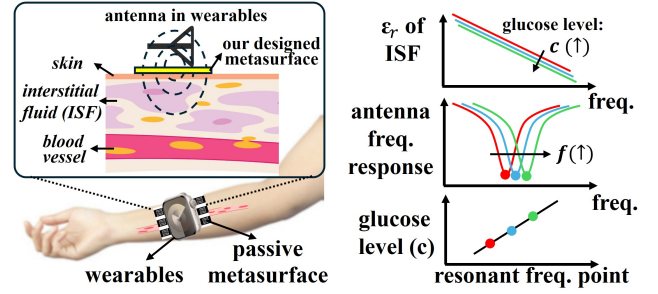 antenna in wearables
our designed
metasurface
skin
interstitial
fluid (ISF)
blood
vessel
wearables
passive
metasurface
εr of
ISF
glucose level:
c (↑)
freq.
antenna
freq.
response
f(↑)
freq.
glucose
level (c)
resonant freq. point